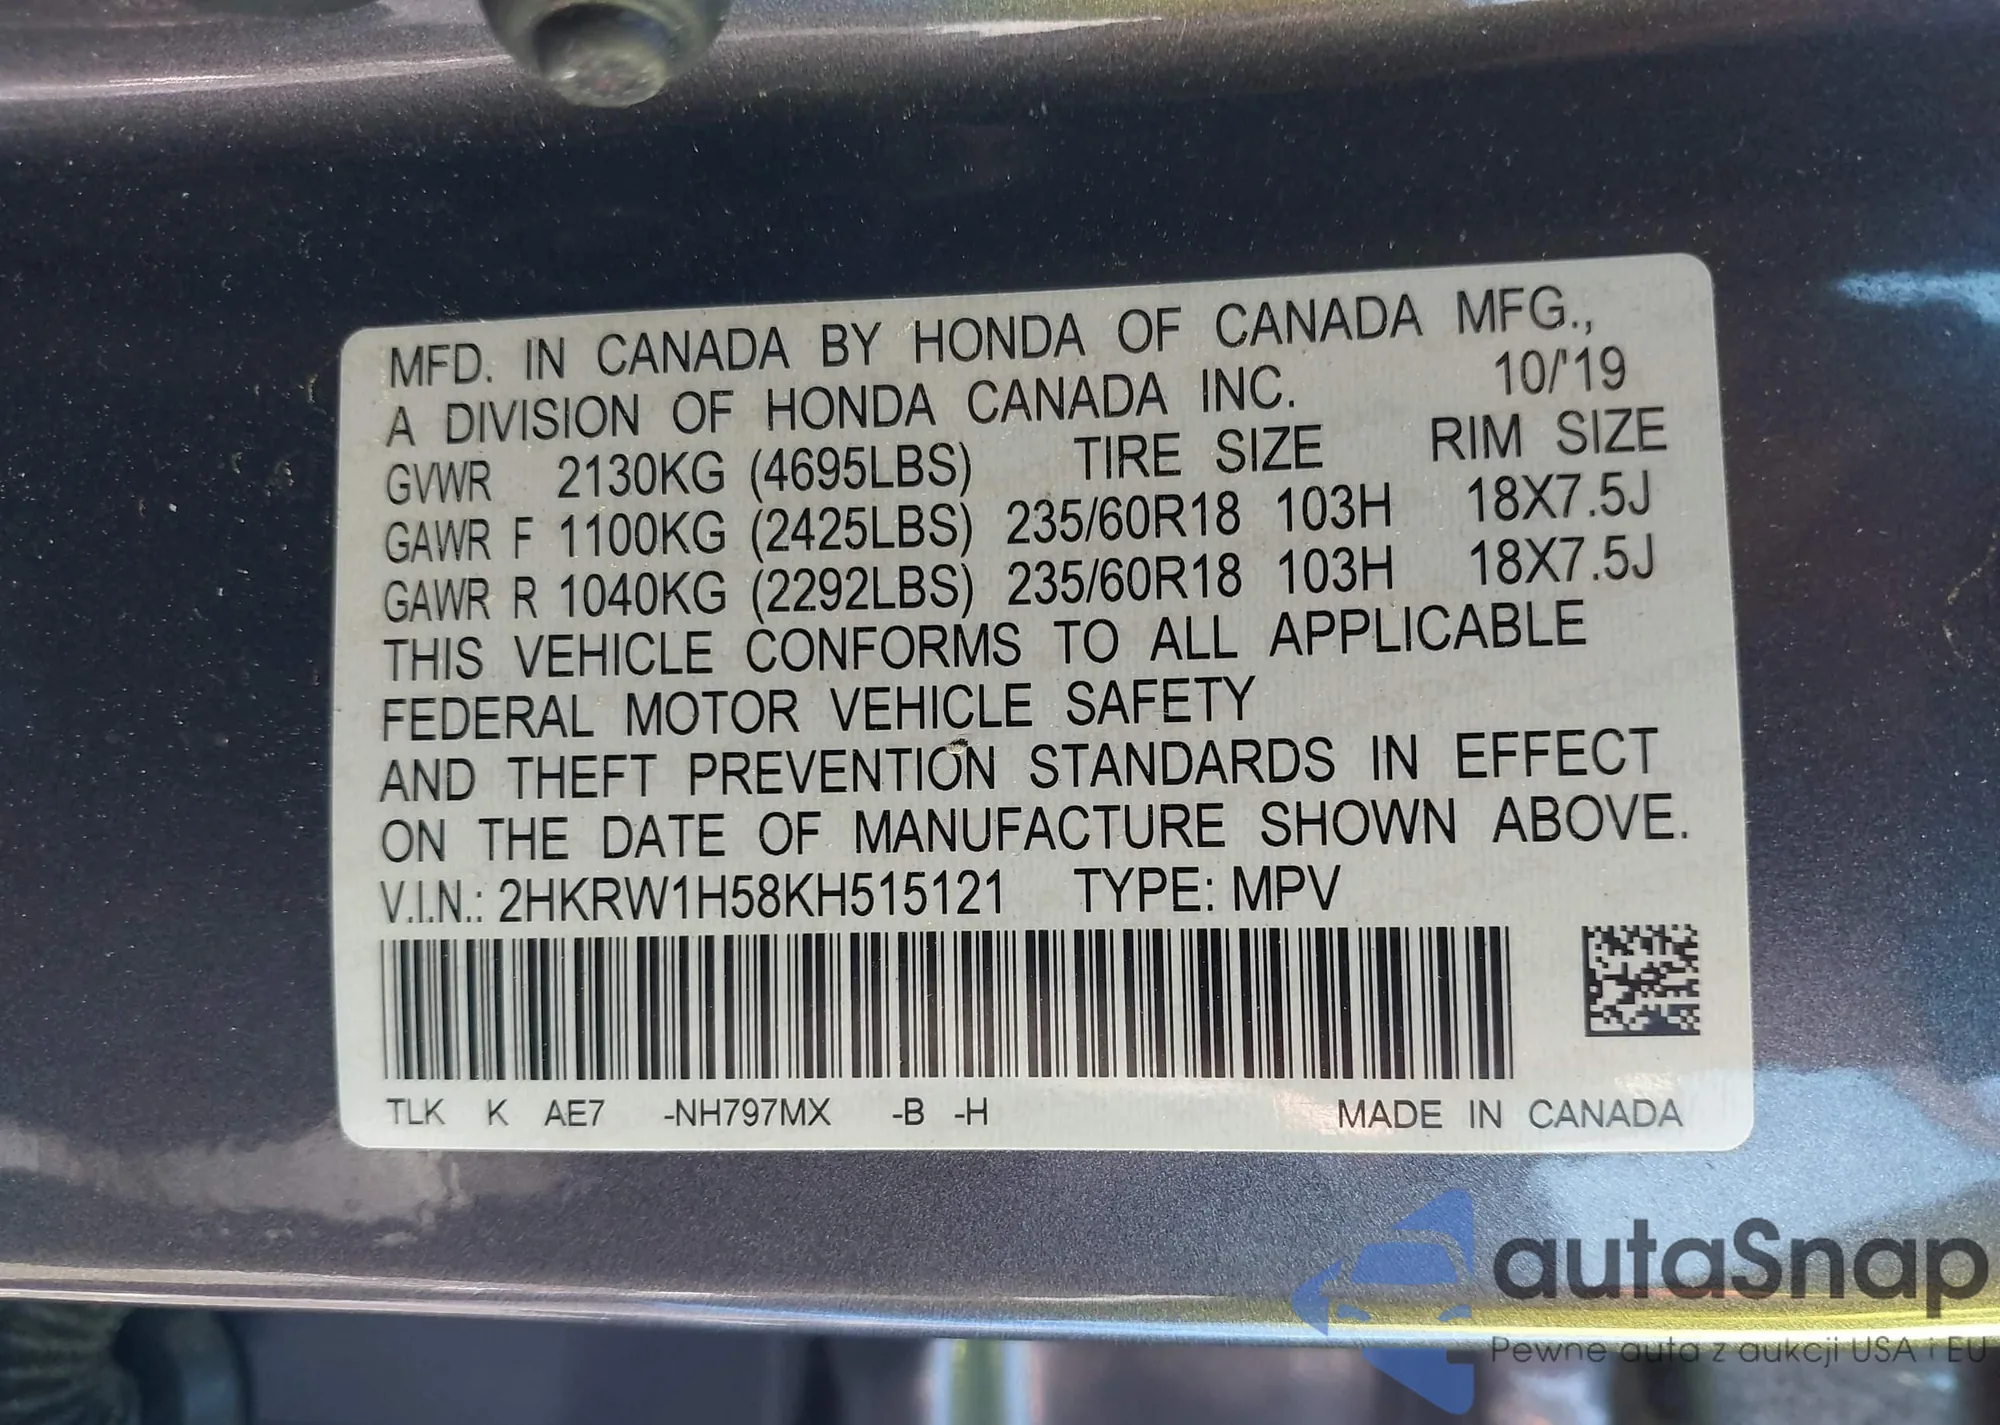 MFD. IN CANADA BY HONDA OF CANADA MFG.,
A DIVISION OF HONDA CANADA INC. 10/'19
GVWR 2130KG (4695LBS) TIRE SIZE RIM SIZE
GAWR F 1100KG (2425LBS) 235/60R18 103H 18X7.5J
GAWR R 1040KG (2292LBS) 235/60R18 103H 18X7.5J
THIS VEHICLE CONFORMS TO ALL APPLICABLE
FEDERAL MOTOR VEHICLE SAFETY
AND THEFT PREVENTION STANDARDS IN EFFECT
ON THE DATE OF MANUFACTURE SHOWN ABOVE.
V.I.N.: 2HKRW1H58KH515121 TYPE: MPV
TLK K AE7 -NH797MX -B -H MADE IN CANADA
autaSnap
Pewne auta z aukcji USA i EU